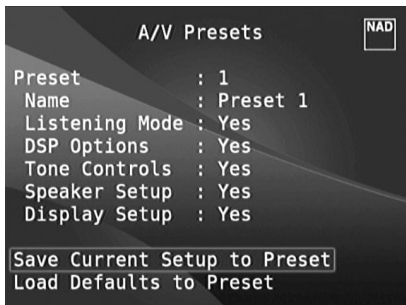 A/V Presets
NAD
Preset : 1
Name : Preset 1
Listening Mode : Yes
DSP Options : Yes
Tone Controls : Yes
Speaker Setup : Yes
Display Setup : Yes
Save Current Setup to Preset
Load Defaults to Preset